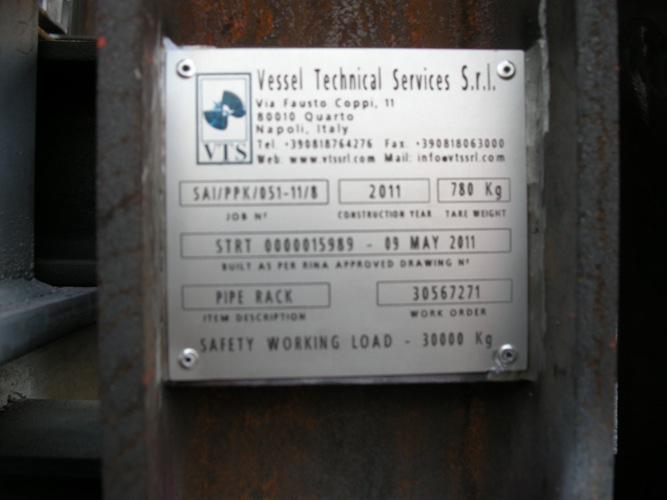 Vessel Technical Services S.r.l.
Via Fausto Coppi, 11
80010 Quarto
Napoli, Italy
Tel. +390818764276 Fax. +390818063000
Web: www.vtssrl.com Mail: info@vtssrl.com
VTS
SAI/PPK/051-11/8 2011 780 Kg
JOB N° CONSTRUCTION YEAR TARE WEIGHT
STRT 0000015989 - 09 MAY 2011
BUILT AS PER RINA APPROVED DRAWING N°
PIPE RACK 30567271
ITEM DESCRIPTION WORK ORDER
SAFETY WORKING LOAD - 30000 Kg